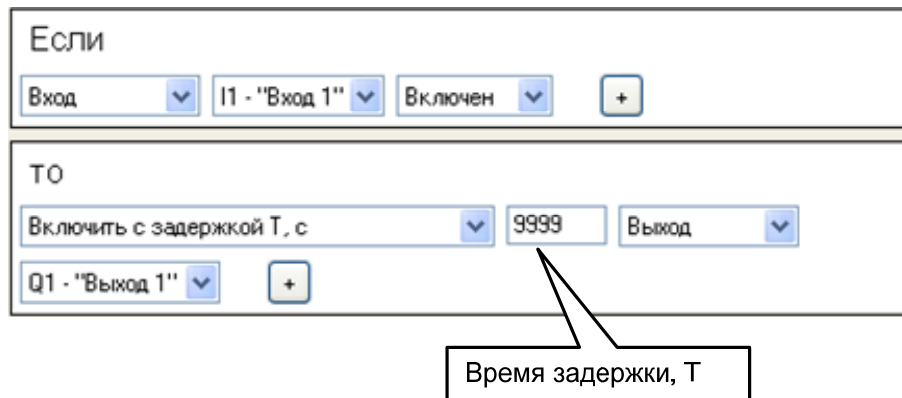 Если
Вход I1 - "Вход 1" Включен +
ТО
Включить с задержкой Т, с 9999 Выход
Q1 - "Выход 1" +
Время задержки, Т